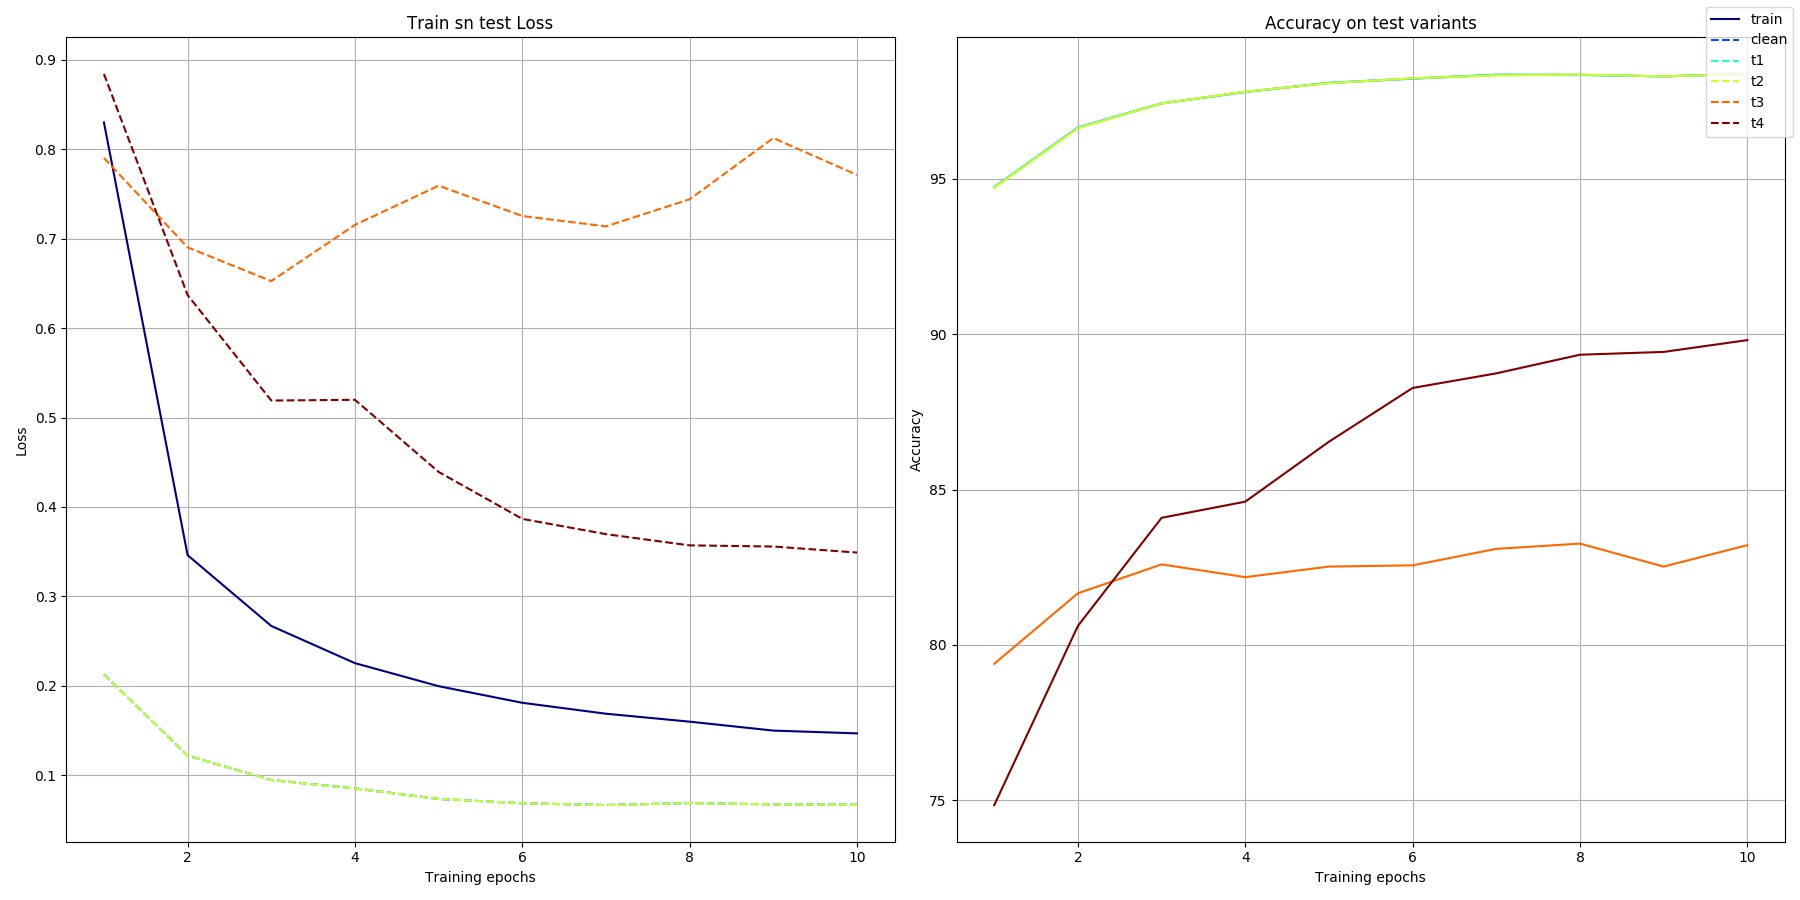 Train sn test Loss
0.9
0.8
0.7
0.6
0.5
0.4
0.3
0.2
0.1
Loss
2
4
6
8
10
Training epochs
Accuracy on test variants
95
90
85
80
75
Accuracy
2
4
6
8
10
Training epochs
train
clean
t1
t2
t3
t4